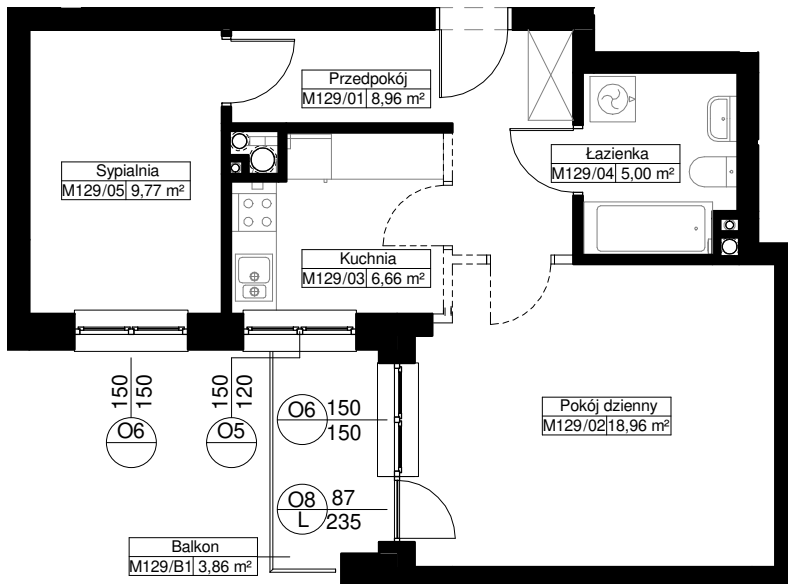 Przedpokój
M129/01 8,96 m²
Sypialnia
M129/05 9,77 m²
Łazienka
M129/04 5,00 m²
Kuchnia
M129/03 6,66 m²
Pokój dzienny
M129/02 18,96 m²
150
150
O6
150
120
O5
O6 150
150
O8 87
L 235
Balkon
M129/B1 3,86 m²